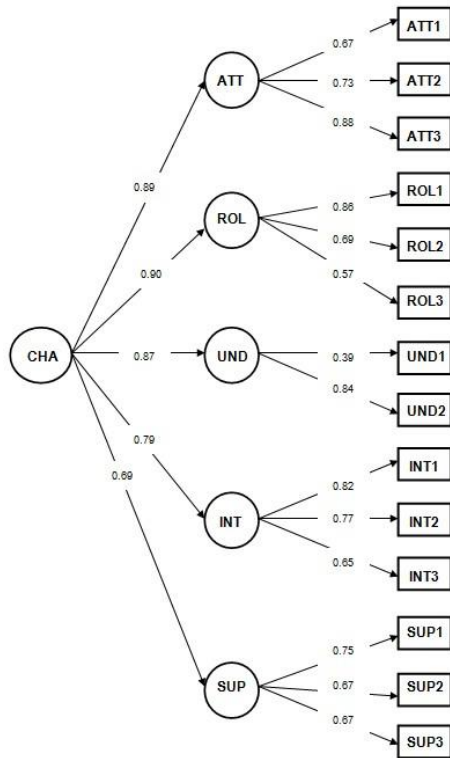 ATT1
0.67
ATT
0.73
ATT2
0.88
ATT3
0.89
ROL1
0.86
ROL
0.69
ROL2
0.57
0.90
ROL3
CHA
0.87
UND
0.39
UND1
0.84
UND2
0.79
INT1
0.69
0.82
INT
0.77
INT2
0.65
INT3
SUP1
0.75
SUP
0.67
SUP2
0.67
SUP3